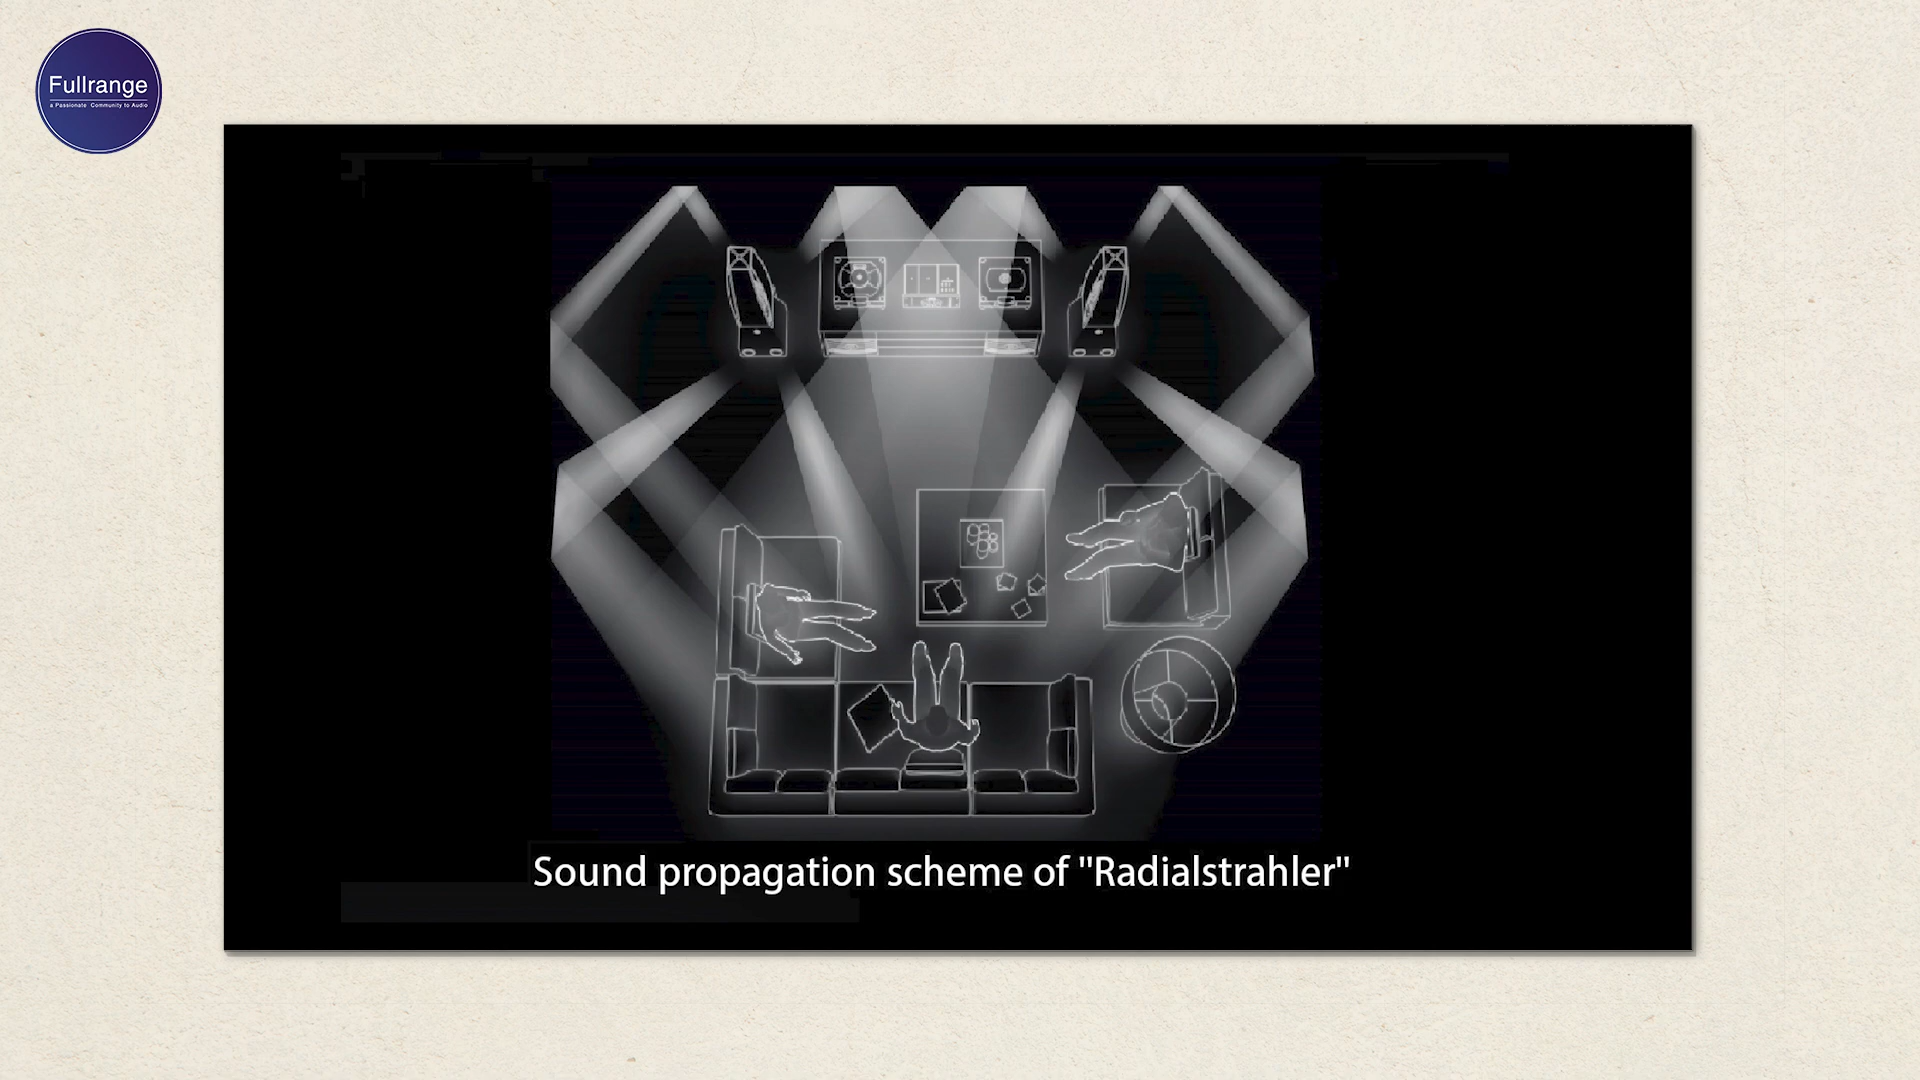 Fullrange
a Passionate Community to Audio
Sound propagation scheme of "Radialstrahler"